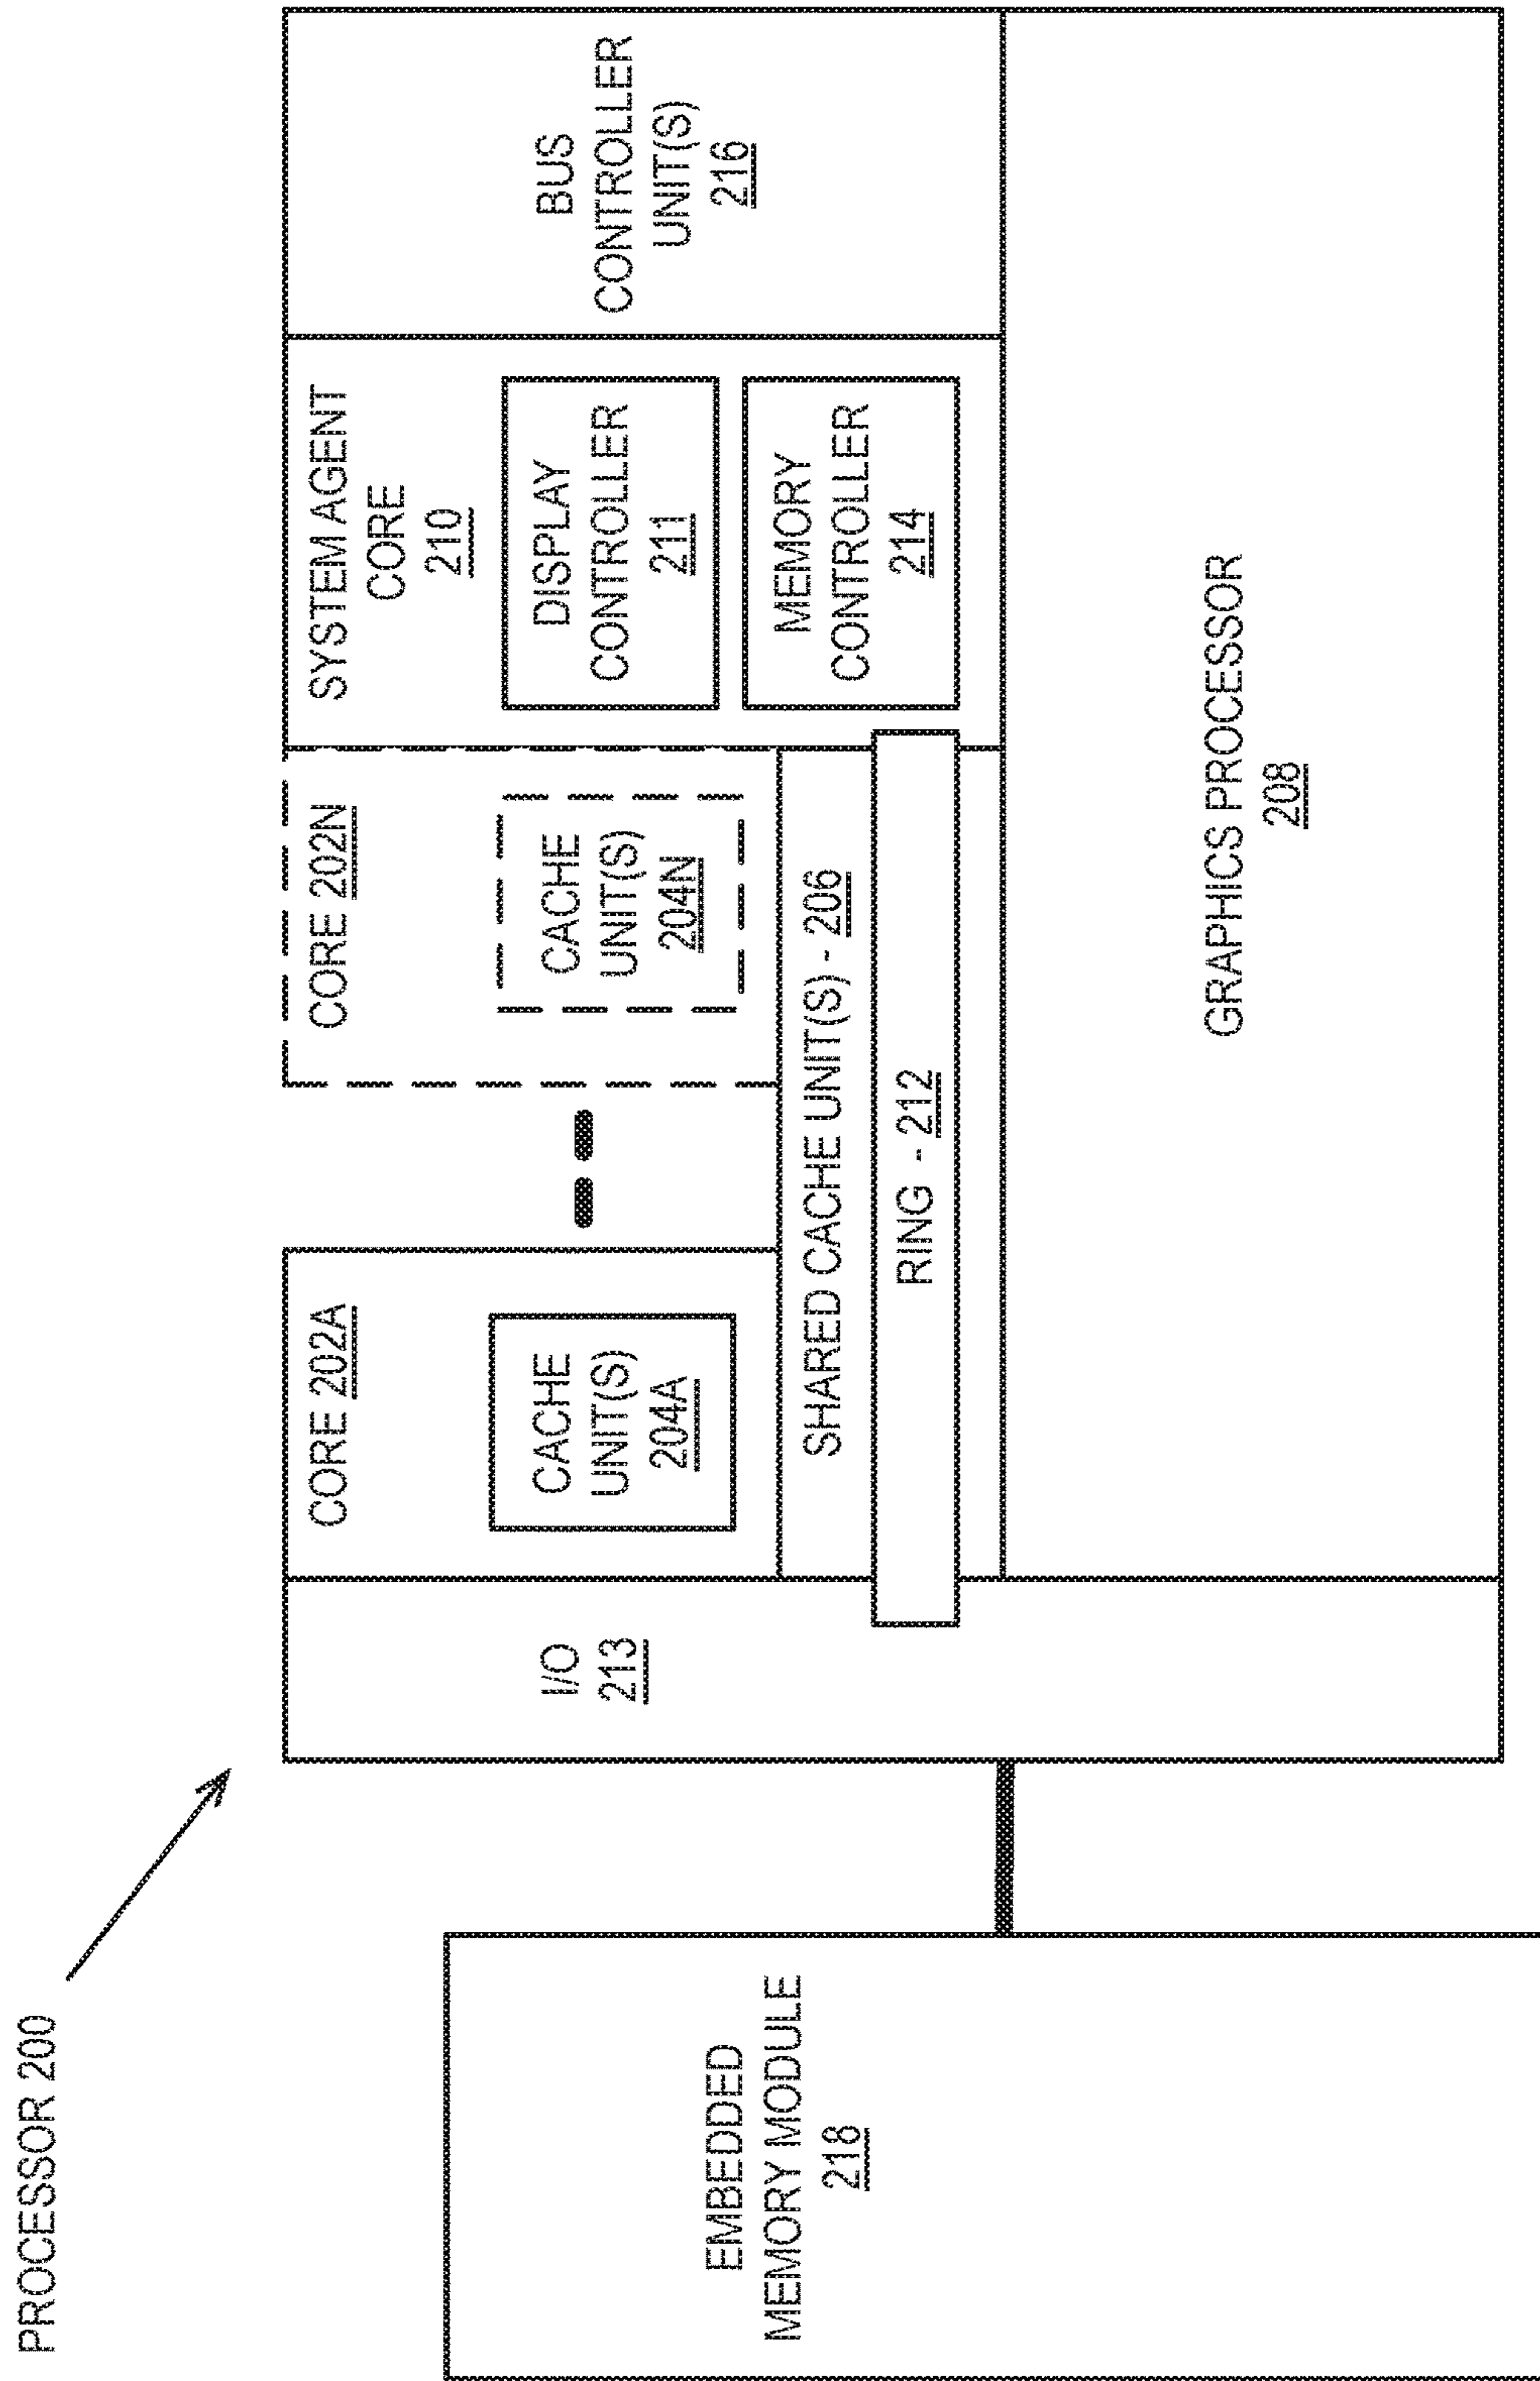 PROCESSOR 200
EMBEDDED
MEMORY MODULE
218
I/O
213
CORE 202A
CACHE
UNIT(S)
204A
CORE 202N
CACHE
UNIT(S)
204N
SHARED CACHE UNIT(S) - 206
RING - 212
SYSTEM AGENT
CORE
210
DISPLAY
CONTROLLER
211
MEMORY
CONTROLLER
214
BUS
CONTROLLER
UNIT(S)
216
GRAPHICS PROCESSOR
208